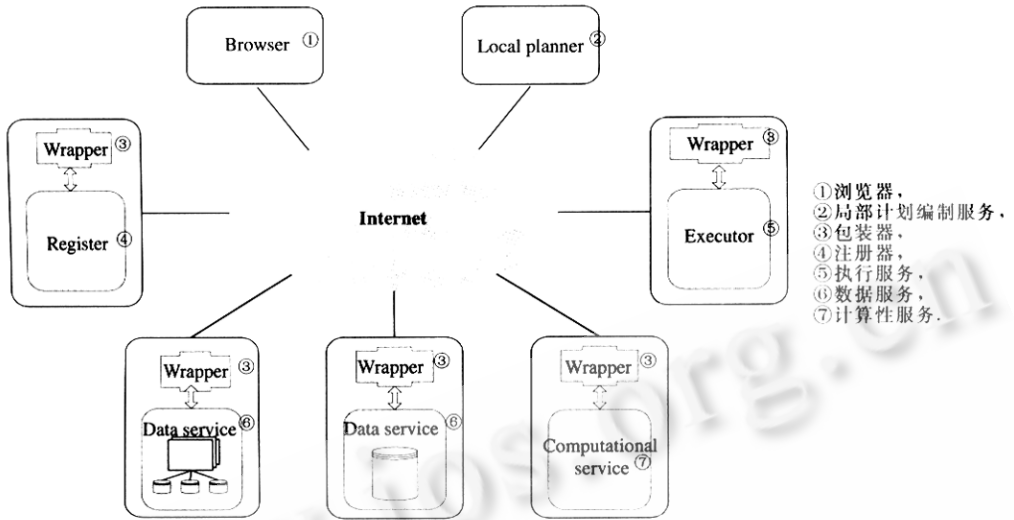 Browser ①
Local planner ②
Wrapper ③
Register ④
Internet
Wrapper ③
Executor ⑤
①浏览器,
②局部计划编制服务,
③包装器,
④注册器,
⑤执行服务,
⑥数据服务,
⑦计算性服务.
Wrapper ③
Data service ⑥
Wrapper ③
Data service ⑥
Wrapper ③
Computational
service ⑦
os.org.cn